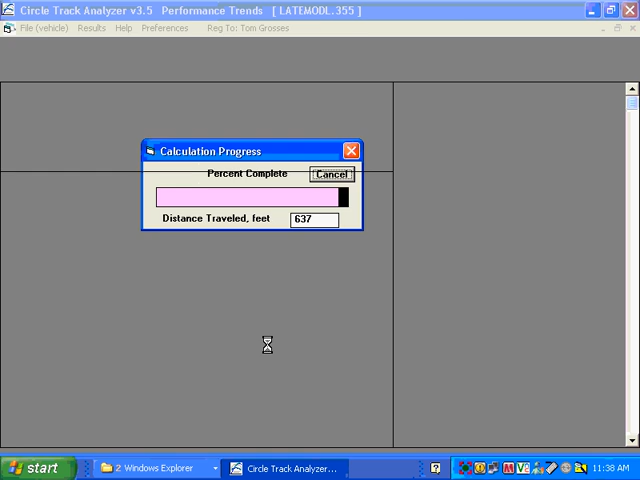 Circle Track Analyzer v3.5   Performance Trends   [ LATEMODL.355 ]
File (vehicle)   Results   Help   Preferences   Reg To: Tom Grosses
Calculation Progress
Percent Complete   Cancel
Distance Traveled, feet   637
start   2 Windows Explorer   Circle Track Analyzer...   11:38 AM